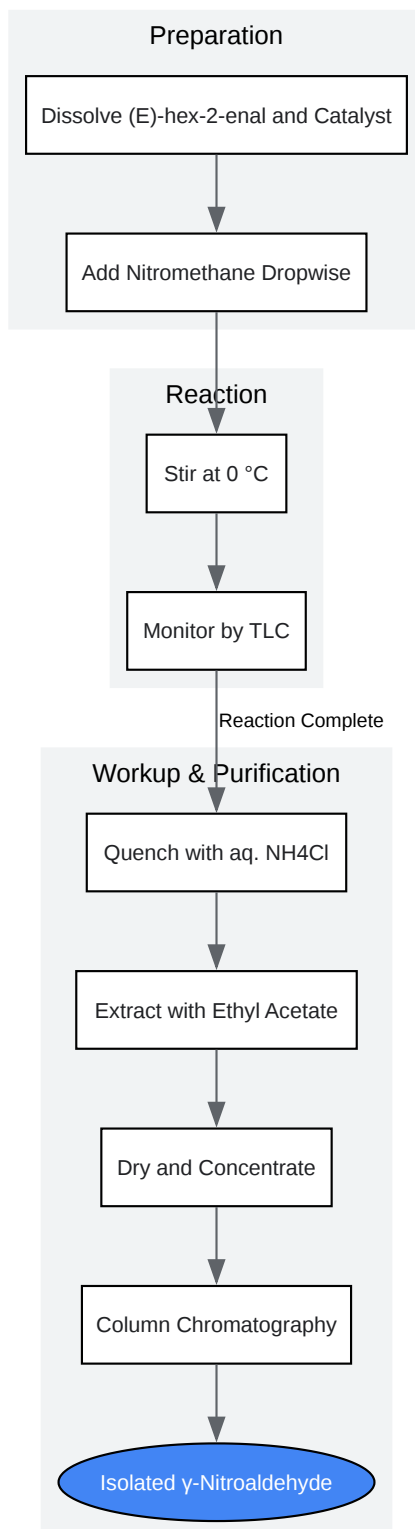 Preparation
Dissolve (E)-hex-2-enal and Catalyst
Add Nitromethane Dropwise
Reaction
Stir at 0 °C
Monitor by TLC
Reaction Complete
Workup & Purification
Quench with aq. NH4Cl
Extract with Ethyl Acetate
Dry and Concentrate
Column Chromatography
Isolated γ-Nitroaldehyde